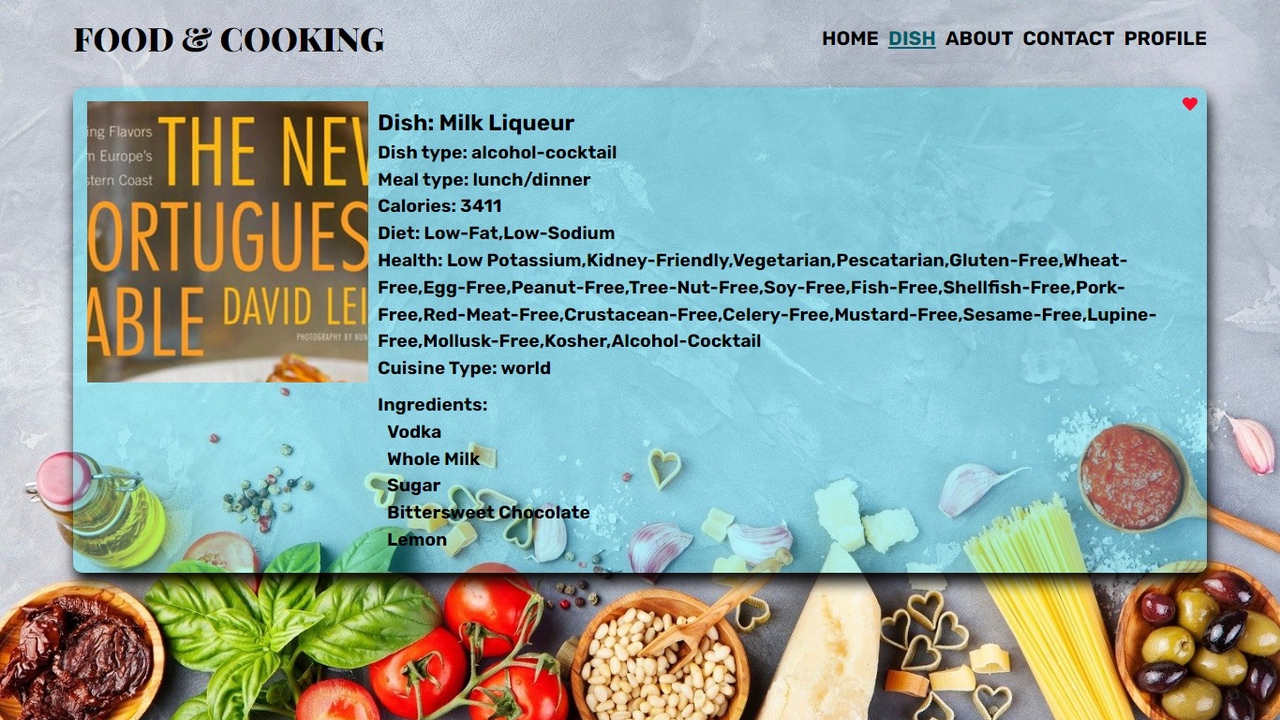 FOOD & COOKING
HOME DISH ABOUT CONTACT PROFILE
ing Flavors
m Europe's
stern Coast
THE NEW
ORTUGUES
ABLE
DAVID LEI
PHOTOGRAPHY BY NUN
Dish: Milk Liqueur
Dish type: alcohol-cocktail
Meal type: lunch/dinner
Calories: 3411
Diet: Low-Fat,Low-Sodium
Health: Low Potassium,Kidney-Friendly,Vegetarian,Pescatarian,Gluten-Free,Wheat-
Free,Egg-Free,Peanut-Free,Tree-Nut-Free,Soy-Free,Fish-Free,Shellfish-Free,Pork-
Free,Red-Meat-Free,Crustacean-Free,Celery-Free,Mustard-Free,Sesame-Free,Lupine-
Free,Mollusk-Free,Kosher,Alcohol-Cocktail
Cuisine Type: world
Ingredients:
Vodka
Whole Milk
Sugar
Bittersweet Chocolate
Lemon